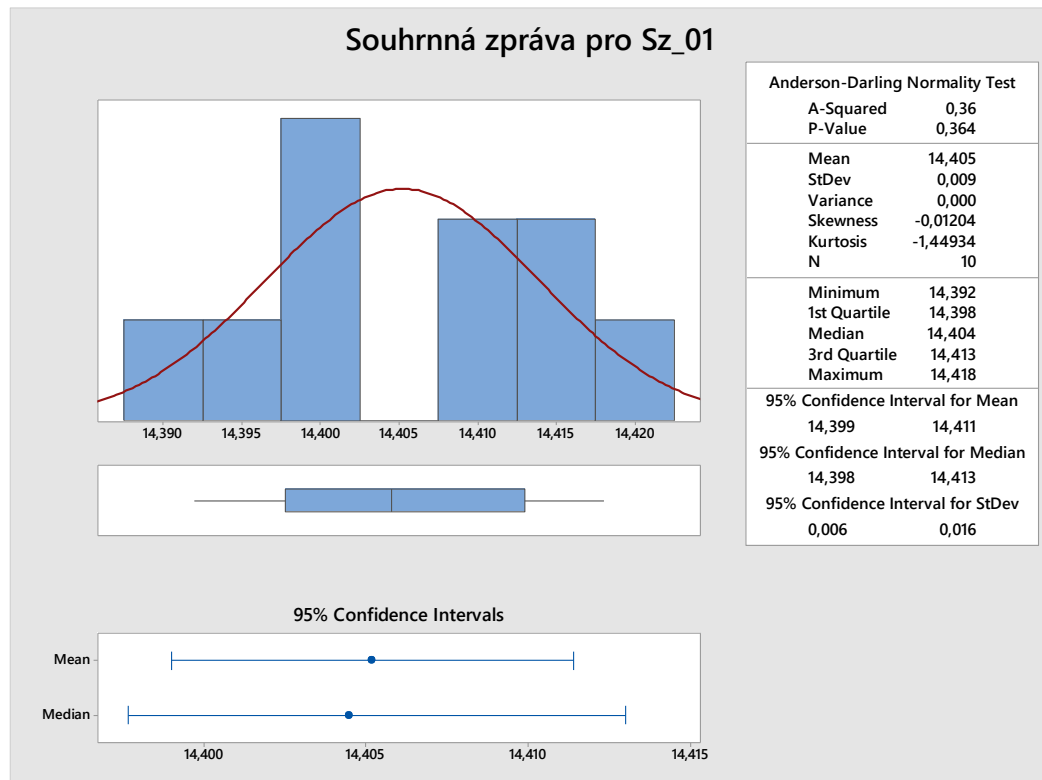 Souhrnná zpráva pro Sz_01
14,390 14,395 14,400 14,405 14,410 14,415 14,420
Anderson-Darling Normality Test
A-Squared 0,36
P-Value 0,364
Mean 14,405
StDev 0,009
Variance 0,000
Skewness -0,01204
Kurtosis -1,44934
N 10
Minimum 14,392
1st Quartile 14,398
Median 14,404
3rd Quartile 14,413
Maximum 14,418
95% Confidence Interval for Mean
14,399 14,411
95% Confidence Interval for Median
14,398 14,413
95% Confidence Interval for StDev
0,006 0,016
95% Confidence Intervals
Mean
Median
14,400 14,405 14,410 14,415